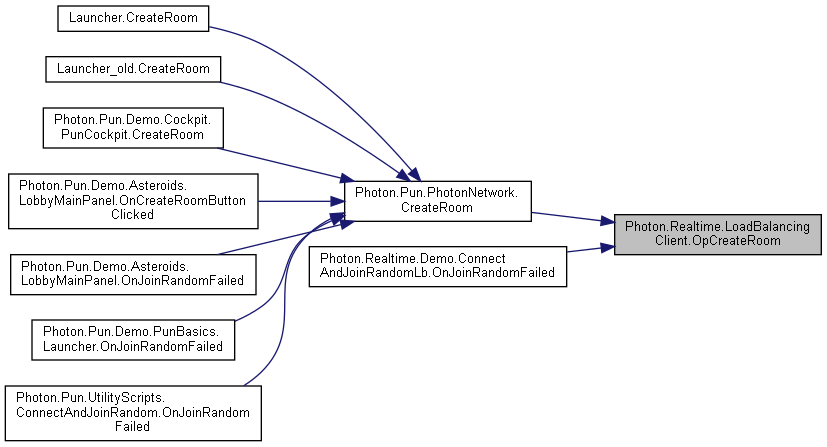 Launcher.CreateRoom
Launcher_old.CreateRoom
Photon.Pun.Demo.Cockpit.
PunCockpit.CreateRoom
Photon.Pun.Demo.Asteroids.
LobbyMainPanel.OnCreateRoomButton
Clicked
Photon.Pun.PhotonNetwork.
CreateRoom
Photon.Realtime.LoadBalancing
Client.OpCreateRoom
Photon.Pun.Demo.Asteroids.
LobbyMainPanel.OnJoinRandomFailed
Photon.Realtime.Demo.Connect
AndJoinRandomLb.OnJoinRandomFailed
Photon.Pun.Demo.PunBasics.
Launcher.OnJoinRandomFailed
Photon.Pun.UtilityScripts.
ConnectAndJoinRandom.OnJoinRandom
Failed